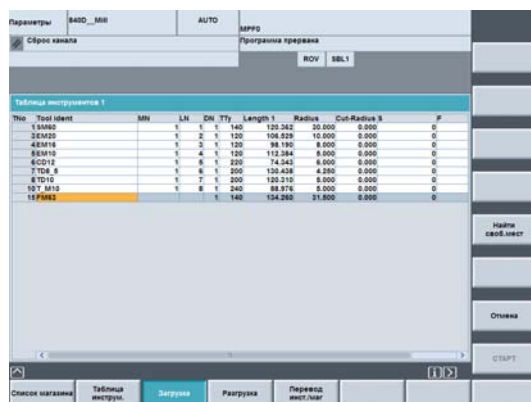 Параметры 840D__Mill AUTO MPF0
Сброс канала Программа прервана
ROV SBL1
Таблица инструментов 1
TNo Tool ident MN LN DN TTy Length 1 Radius Cut-Radius S F
1 SM60 1 1 1 140 120.362 30.000 0.000 0
3 EM20 1 2 1 120 106.529 10.000 0.000 0
4 EM16 1 3 1 120 98.190 8.000 0.000 0
5 EM10 1 4 1 120 112.384 5.000 0.000 0
6 CD12 1 5 1 220 74.343 6.000 0.000 0
7 TD8_5 1 6 1 200 130.438 4.250 0.000 0
8 TD10 1 7 1 200 120.310 5.000 0.000 0
10 T_M10 1 8 1 240 88.976 5.000 0.000 0
15 FM63 1 140 134.260 31.500 0.000 0
Найти
своб.мест
Отмена
СТАРТ
Список магазина
Таблица
инструм.
Загрузка
Разгрузка
Перевод
инст./маг